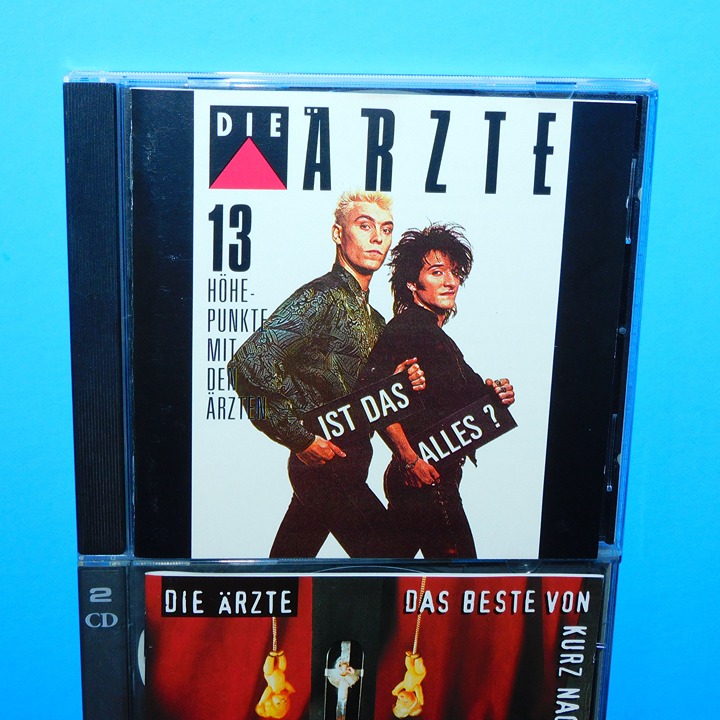 DIE ÄRZTE
13
HÖHE-
PUNKTE
MIT
DEN
ÄRZTEN
IST DAS
ALLES?
2
CD
DIE ÄRZTE
DAS BESTE VON
KURZ